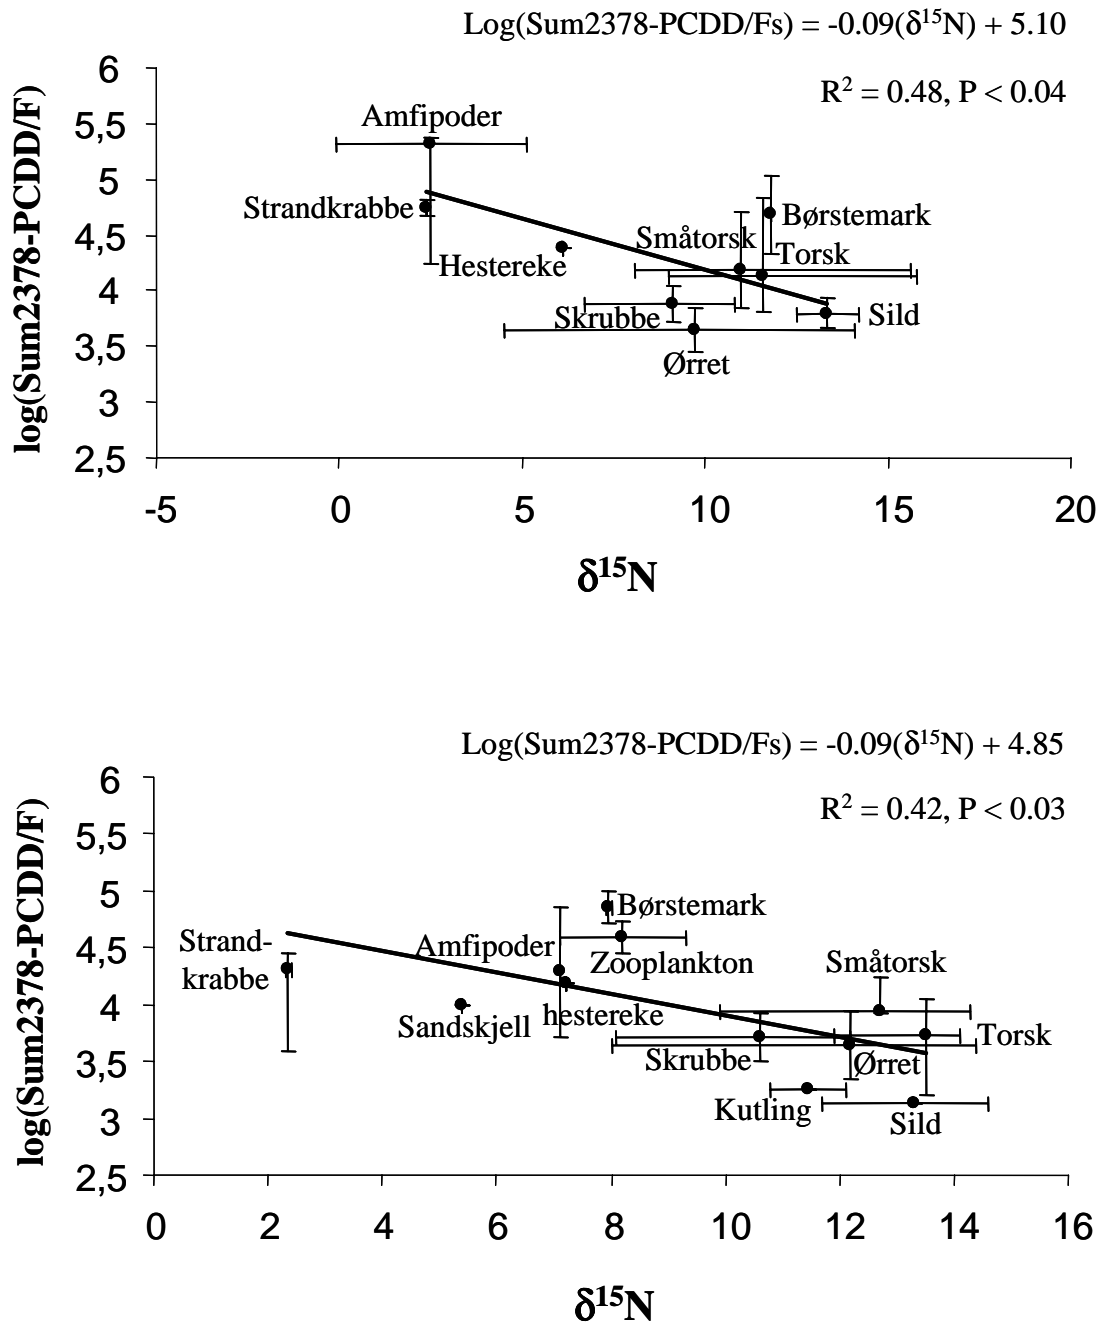 Log(Sum2378-PCDD/Fs) = -0.09(δ¹⁵N) + 5.10
R² = 0.48, P < 0.04
log(Sum2378-PCDD/F)
6
5,5
5
4,5
4
3,5
3
2,5
Amfipoder
Strandkrabbe
Børstemark
Småtorsk
Torsk
Hestereke
Skrubbe
Sild
Ørret
-5 0 5 10 15 20
δ¹⁵N
Log(Sum2378-PCDD/Fs) = -0.09(δ¹⁵N) + 4.85
R² = 0.42, P < 0.03
log(Sum2378-PCDD/F)
6
5,5
5
4,5
4
3,5
3
2,5
Børstemark
Strand-
krabbe
Amfipoder
Zooplankton
Småtorsk
Sandskjell
hestereke
Torsk
Skrubbe
Ørret
Kutling
Sild
0 2 4 6 8 10 12 14 16
δ¹⁵N